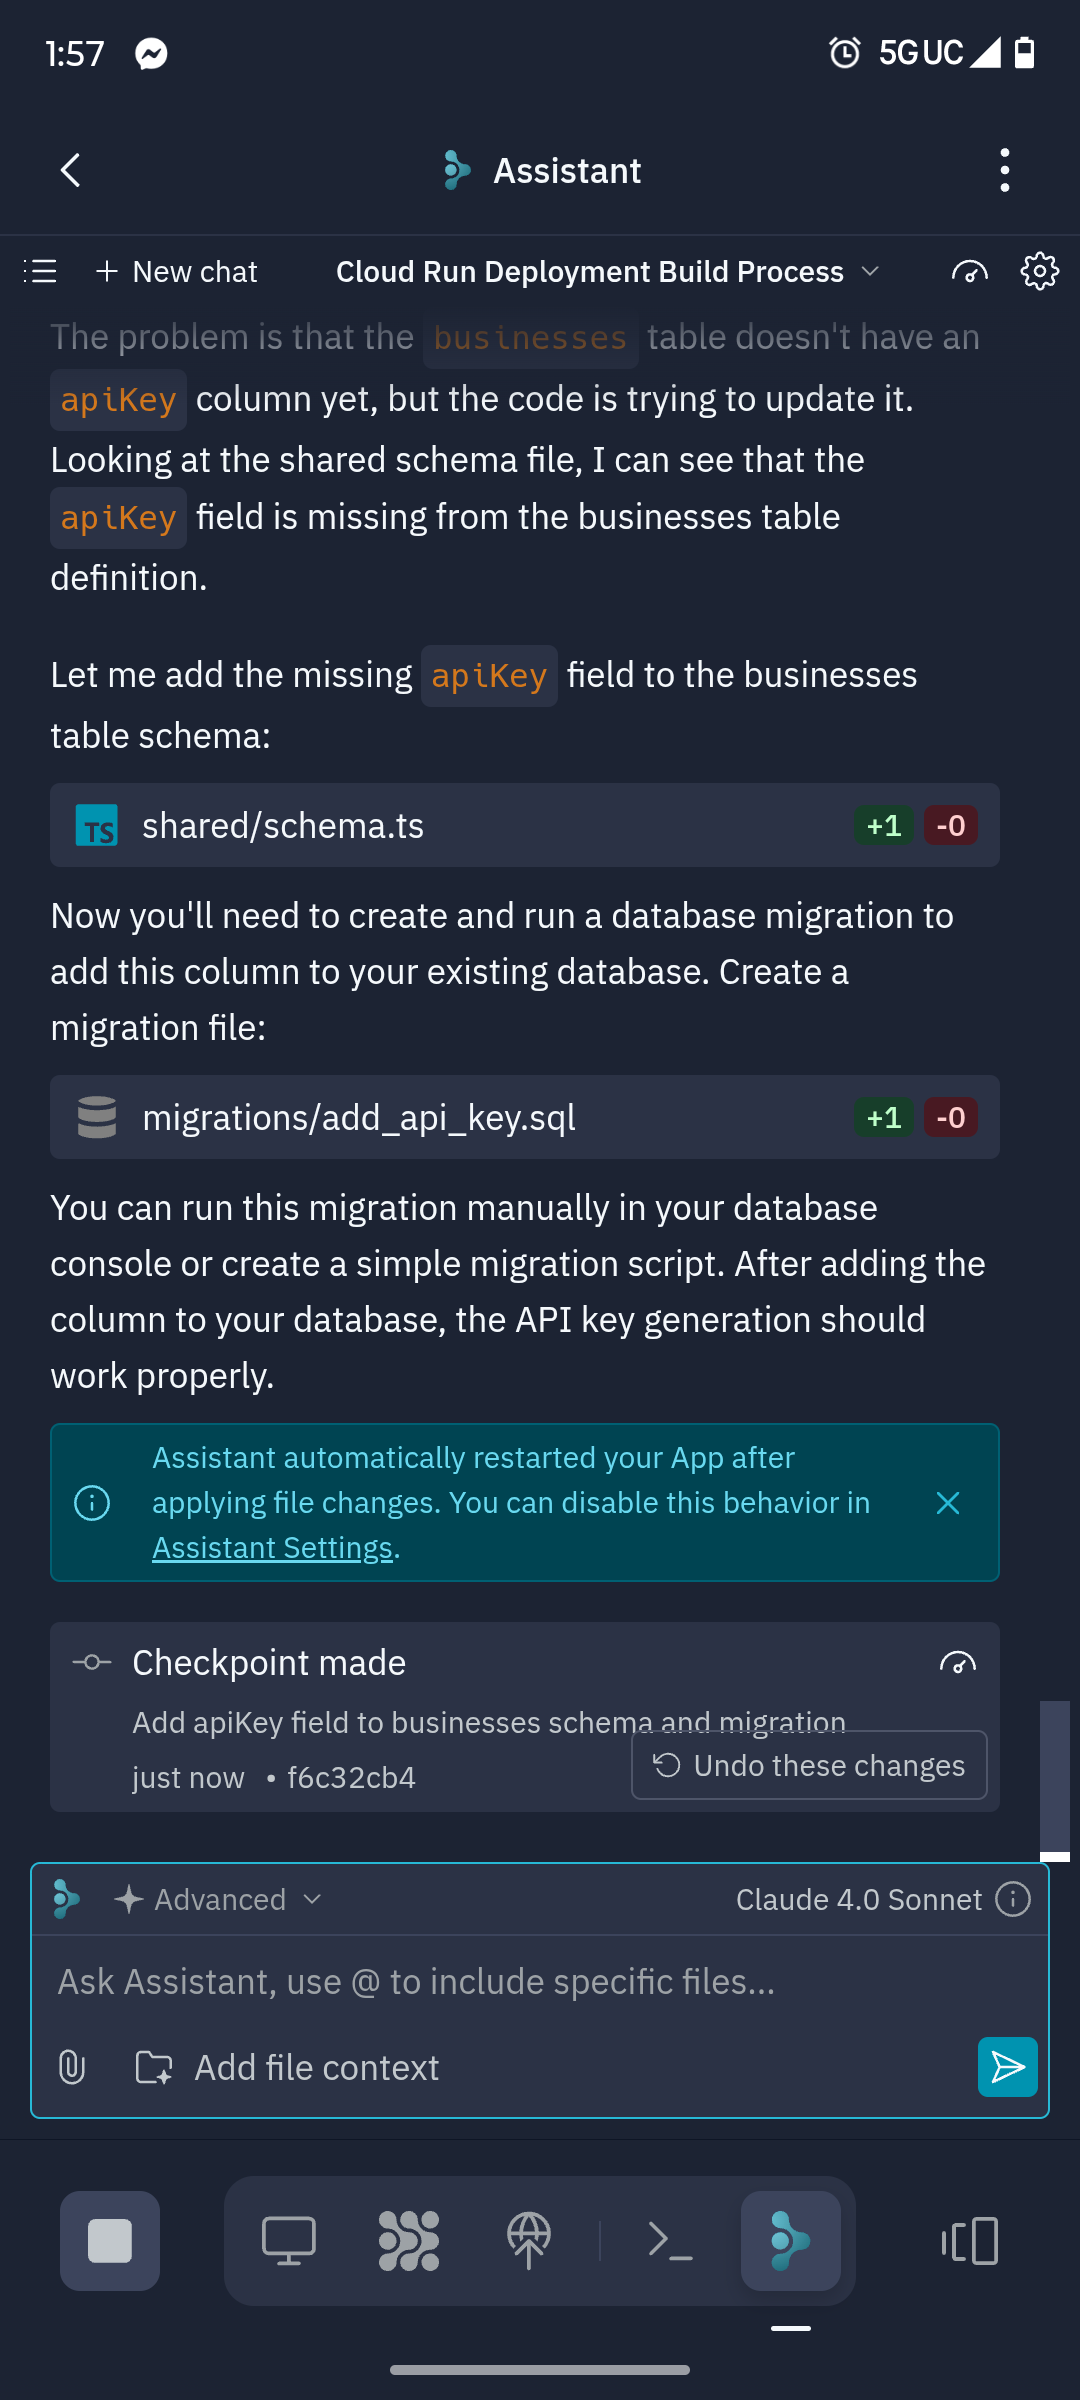 1:57
5G UC
Assistant
+ New chat
Cloud Run Deployment Build Process
The problem is that the businesses table doesn't have an
apiKey column yet, but the code is trying to update it.
Looking at the shared schema file, I can see that the
apiKey field is missing from the businesses table
definition.
Let me add the missing apiKey field to the businesses
table schema:
TS shared/schema.ts +1 -0
Now you'll need to create and run a database migration to
add this column to your existing database. Create a
migration file:
migrations/add_api_key.sql +1 -0
You can run this migration manually in your database
console or create a simple migration script. After adding the
column to your database, the API key generation should
work properly.
Assistant automatically restarted your App after
applying file changes. You can disable this behavior in
Assistant Settings.
Checkpoint made
Add apiKey field to businesses schema and migration
just now • f6c32cb4
Undo these changes
Advanced
Claude 4.0 Sonnet
Ask Assistant, use @ to include specific files...
Add file context